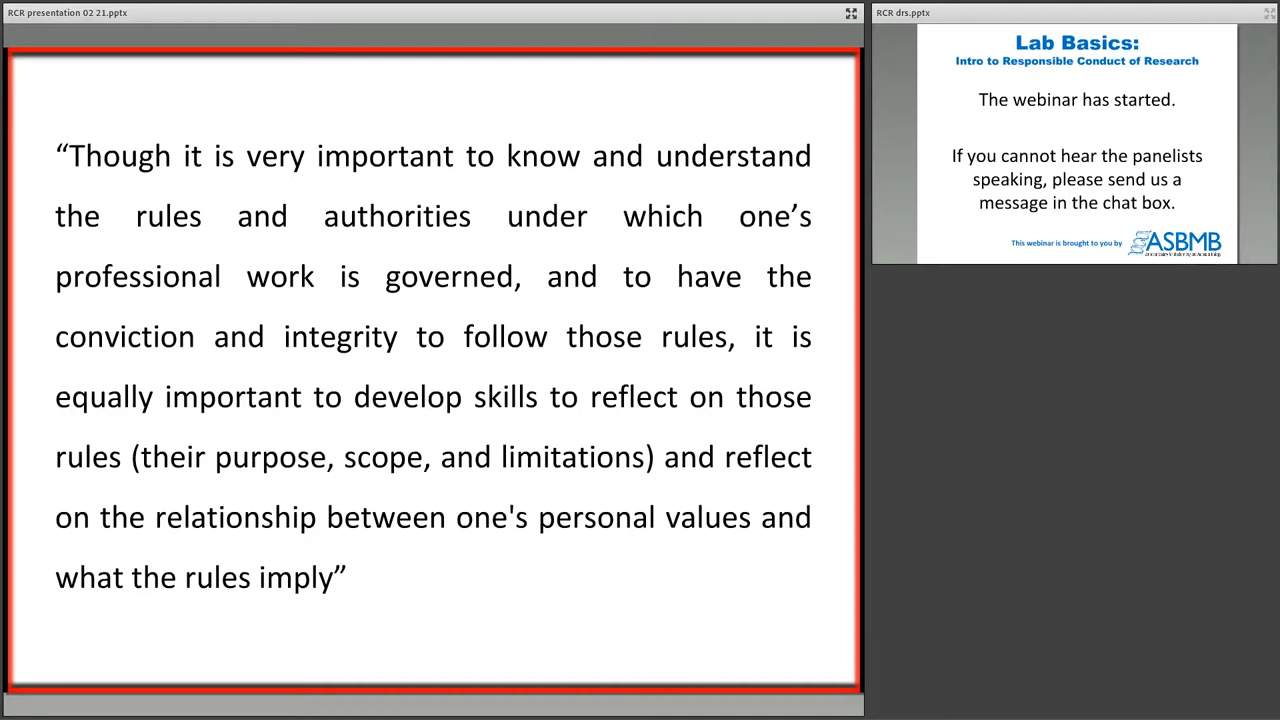 RCR presentation 02 21.pptx
“Though it is very important to know and understand
the rules and authorities under which one’s
professional work is governed, and to have the
conviction and integrity to follow those rules, it is
equally important to develop skills to reflect on those
rules (their purpose, scope, and limitations) and reflect
on the relationship between one's personal values and
what the rules imply”
RCR drs.pptx
Lab Basics:
Intro to Responsible Conduct of Research
The webinar has started.
If you cannot hear the panelists
speaking, please send us a
message in the chat box.
This webinar is brought to you by
ASBMB